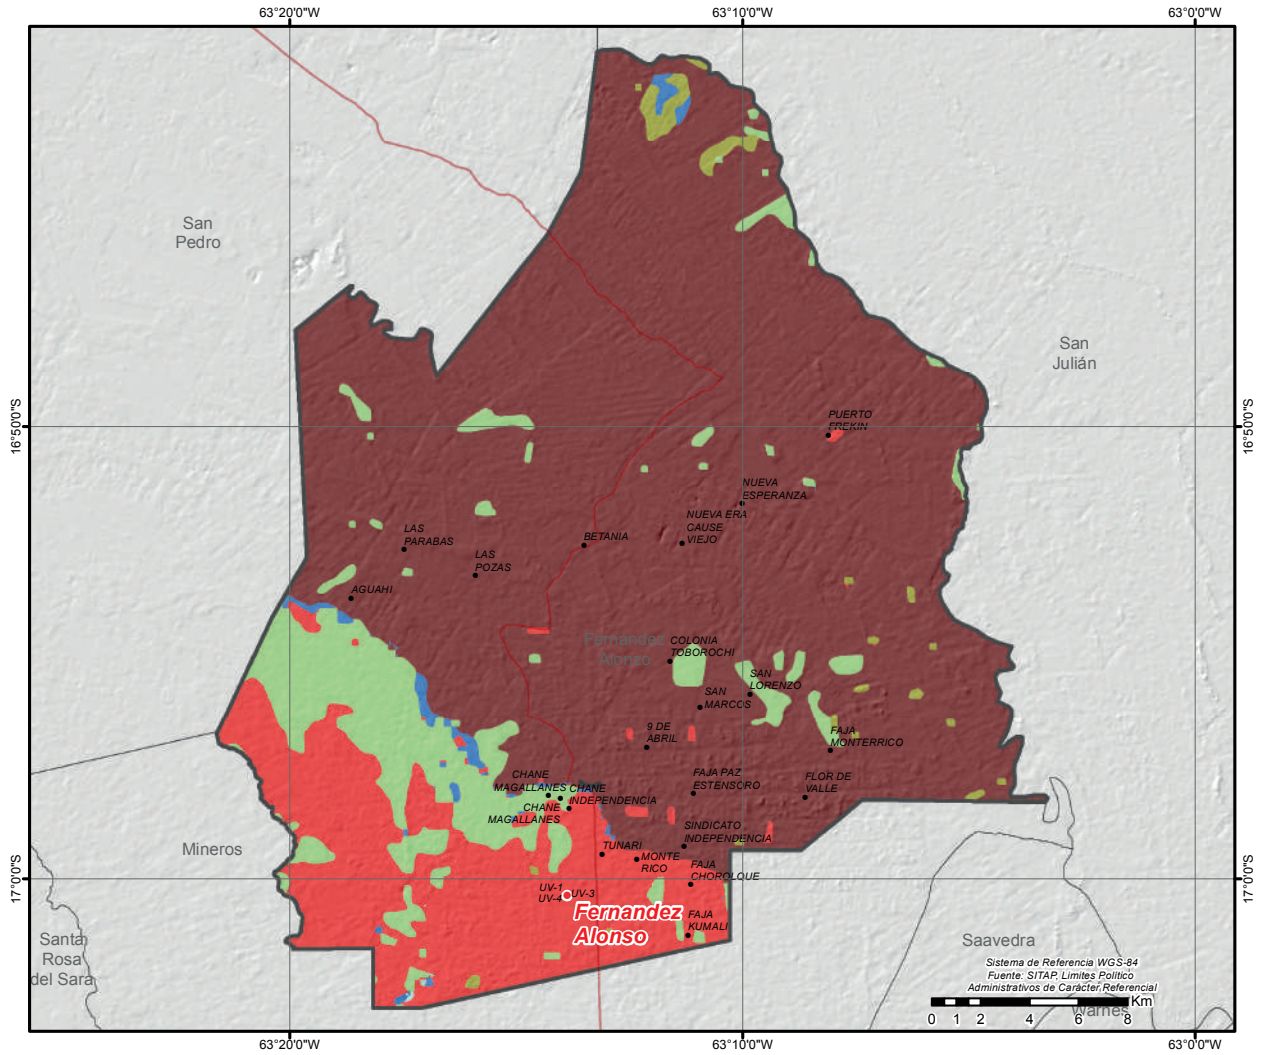 63°20'0"W
63°10'0"W
63°0'0"W
San
Pedro
San
Julián
16°50'0"S
16°50'0"S
PUERTO
FREKIN
NUEVA
ESPERANZA
NUEVA ERA
CAUSE
VIEJO
LAS
PARABAS
BETANIA
LAS
POZAS
AGUAHI
Fernandez
Alonzo
COLONIA
TOBOROCHI
SAN
LORENZO
SAN
MARCOS
9 DE
ABRIL
FAJA
MONTERRICO
CHANE
MAGALLANES
CHANE
INDEPENDENCIA
CHANE
MAGALLANES
FAJA PAZ
ESTENSORO
FLOR DE
VALLE
SINDICATO
INDEPENDENCIA
Mineros
TUNARI
MONTE
RICO
FAJA
CHOROLQUE
17°0'0"S
17°0'0"S
UV-1
UV-3
UV-4
Fernandez
Alonso
FAJA
KUMALI
Santa
Rosa
del Sara
Saavedra
Sistema de Referencia WGS-84
Fuente: SITAP, Limites Politico
Administrativos de Carácter Referencial
Km
Warnes
0 1 2 4 6 8
63°20'0"W
63°10'0"W
63°0'0"W